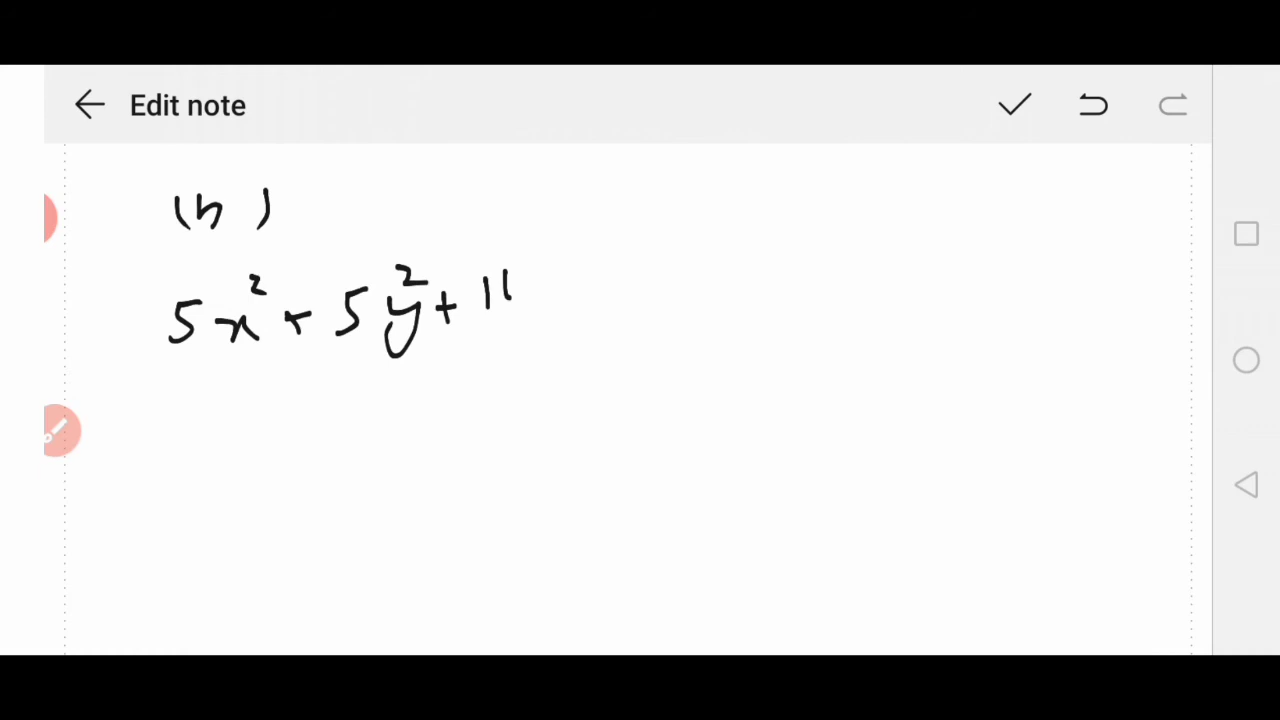 Edit note
(h)
5x² + 5y² + 11